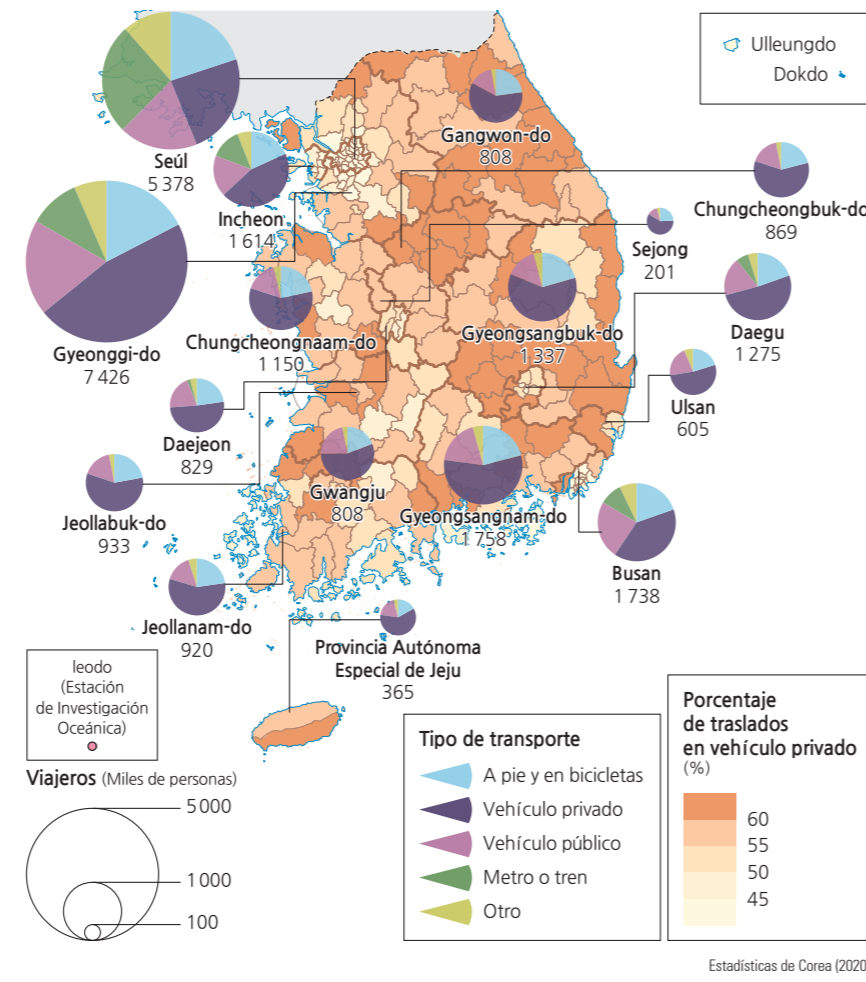 Ulleungdo
Dokdo
Gangwon-do
808
Seúl
5 378
Incheon
1 614
Chungcheongbuk-do
869
Sejong
201
Gyeonggi-do
7 426
Chungcheongnaam-do
1 150
Gyeongsangbuk-do
1 337
Daegu
1 275
Ulsan
605
Daejeon
829
Gwangju
808
Gyeongsangnam-do
1 758
Jeollabuk-do
933
Busan
1 738
Jeollanam-do
920
Provincia Autónoma
Especial de Jeju
365
Ieodo
(Estación
de Investigación
Oceánica)
Viajeros (Miles de personas)
5 000
1 000
100
Tipo de transporte
A pie y en bicicletas
Vehículo privado
Vehículo público
Metro o tren
Otro
Porcentaje
de traslados
en vehículo privado
(%)
60
55
50
45
Estadísticas de Corea (2020